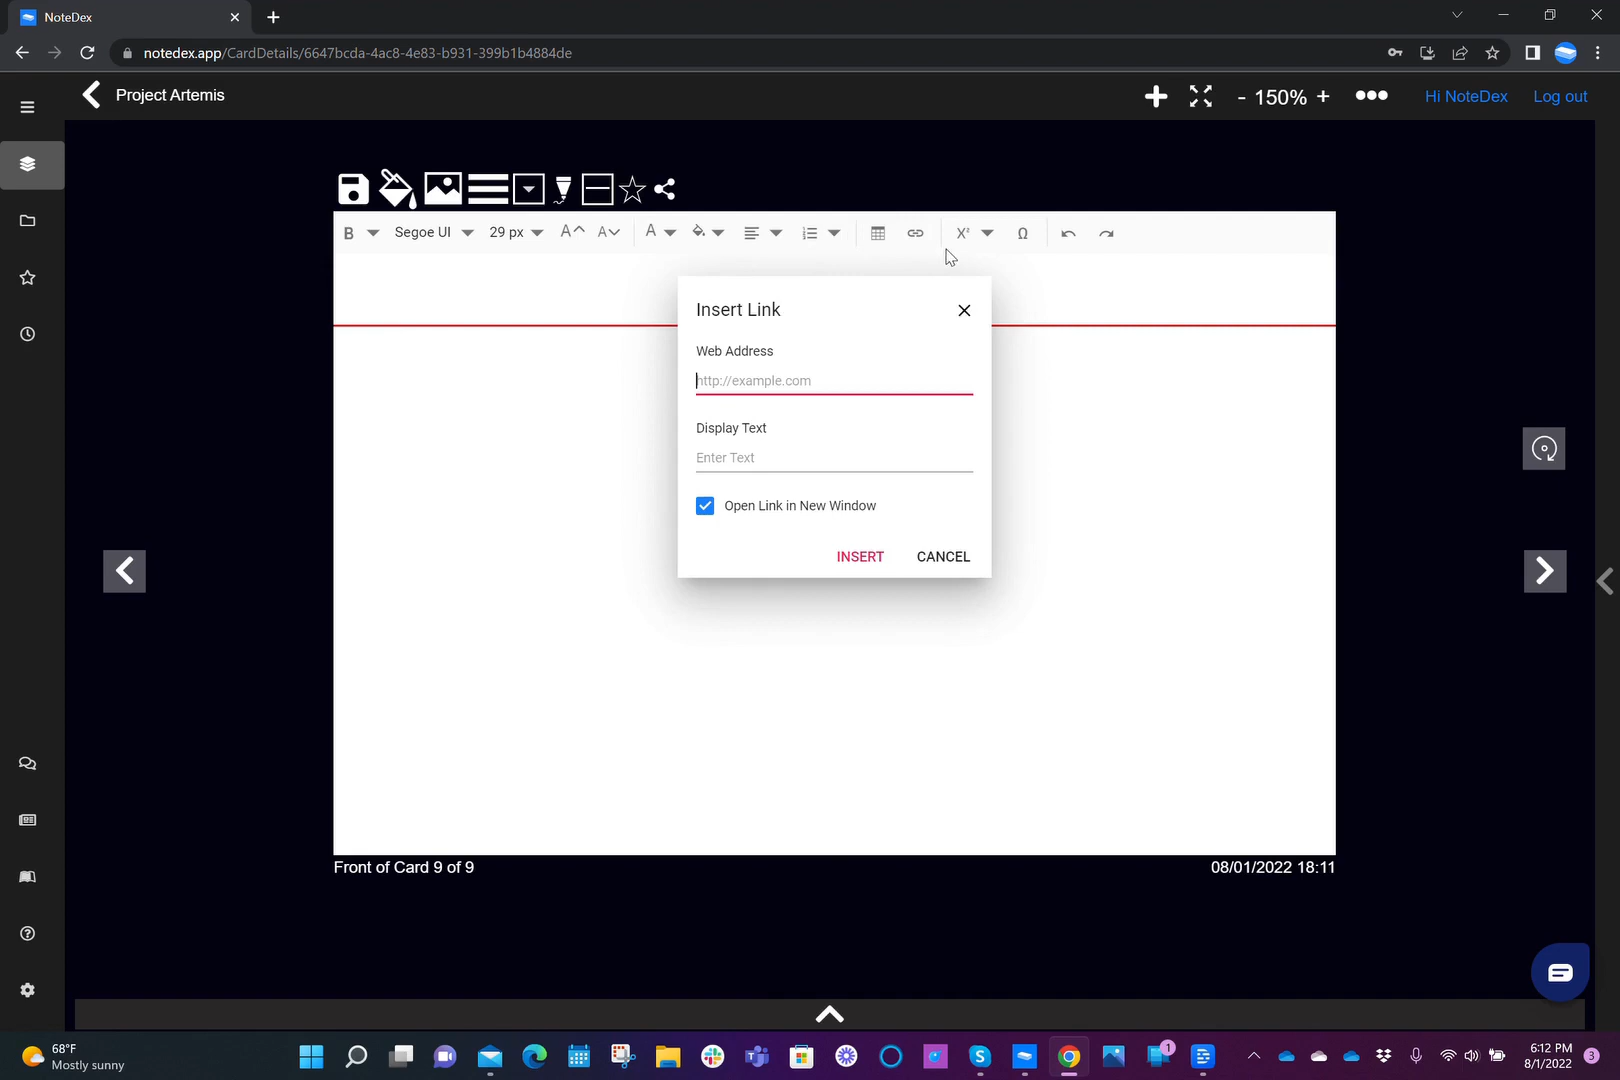 NoteDex
notedex.app/CardDetails/6647bcda-4ac8-4e83-b931-399b1b4884de
Project Artemis
- 150% +
Hi NoteDex
Log out
B
Segoe UI
29 px
A
A
A
X²
Ω
Insert Link
Web Address
http://example.com
Display Text
Enter Text
Open Link in New Window
INSERT
CANCEL
Front of Card 9 of 9
08/01/2022 18:11
68°F
Mostly sunny
1
6:12 PM
8/1/2022
3